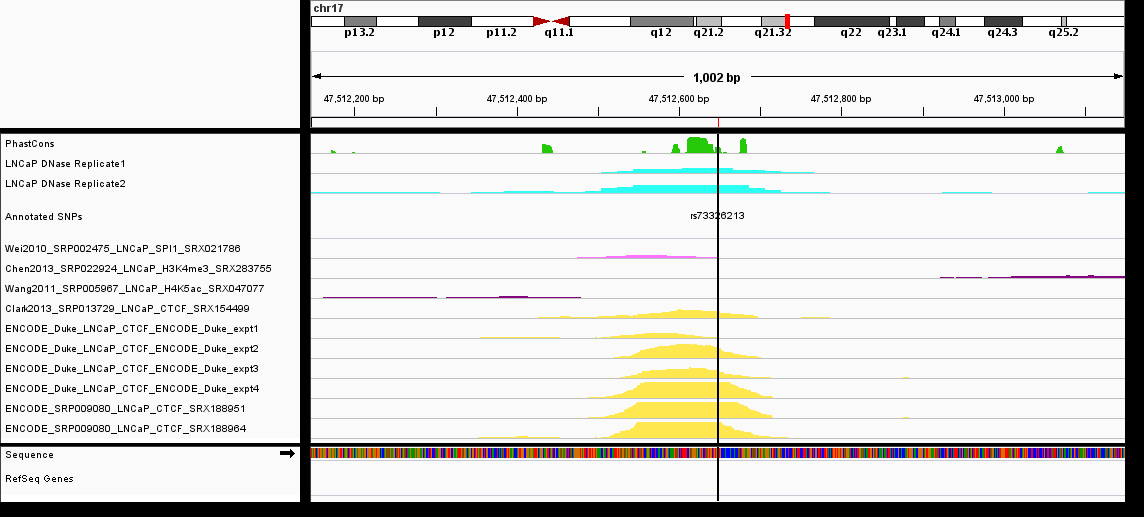 chr17
p13.2 p12 p11.2 q11.1 q12 q21.2 q21.32 q22 q23.1 q24.1 q24.3 q25.2
1,002 bp
47,512,200 bp 47,512,400 bp 47,512,600 bp 47,512,800 bp 47,513,000 bp
PhastCons
LNCaP DNase Replicate1
LNCaP DNase Replicate2
Annotated SNPs
rs73326213
Wei2010_SRP002475_LNCaP_SPI1_SRX021786
Chen2013_SRP022924_LNCaP_H3K4me3_SRX283755
Wang2011_SRP005967_LNCaP_H4K5ac_SRX047077
Clark2013_SRP013729_LNCaP_CTCF_SRX154499
ENCODE_Duke_LNCaP_CTCF_ENCODE_Duke_expt1
ENCODE_Duke_LNCaP_CTCF_ENCODE_Duke_expt2
ENCODE_Duke_LNCaP_CTCF_ENCODE_Duke_expt3
ENCODE_Duke_LNCaP_CTCF_ENCODE_Duke_expt4
ENCODE_SRP009080_LNCaP_CTCF_SRX188951
ENCODE_SRP009080_LNCaP_CTCF_SRX188964
Sequence
RefSeq Genes